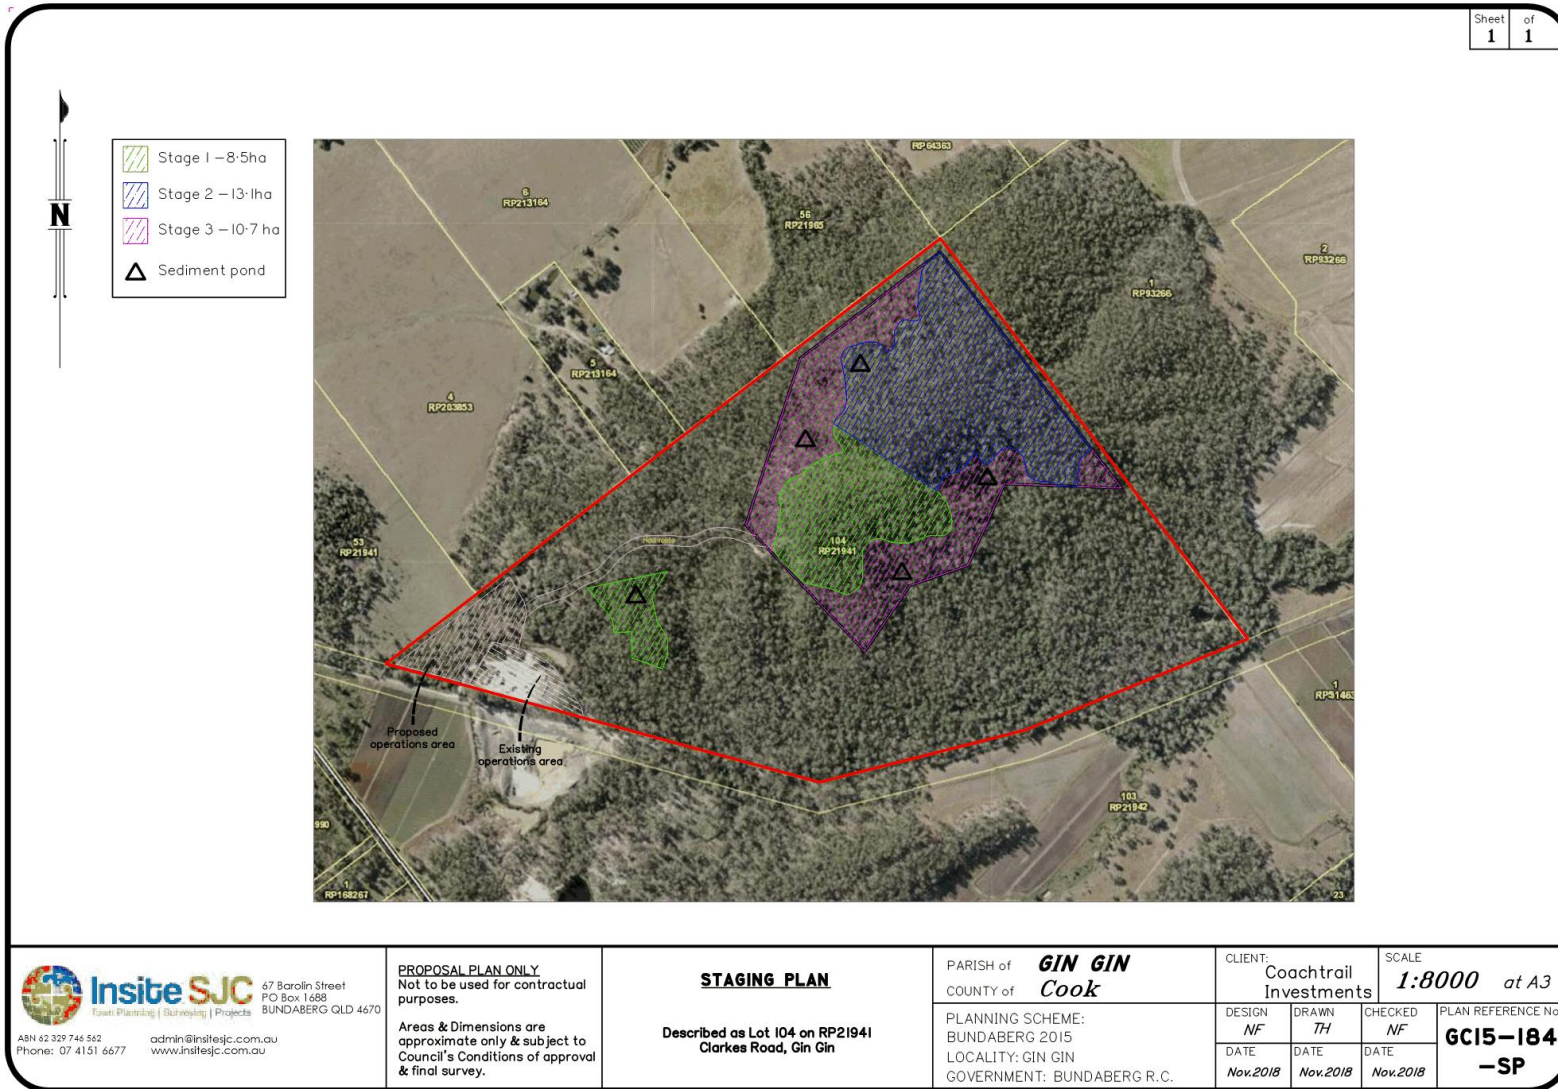 Sheet of
1 1
N
Stage 1 – 8·5ha
Stage 2 – 13·1ha
Stage 3 – 10·7 ha
Sediment pond
RP64363
6
RP213164
56
RP21965
2
RP93266
1
RP93266
5
RP213164
4
RP203853
53
RP21941
Haul route
104
RP21941
1
RP51463
Proposed
operations area
Existing
operations area
103
RP21942
990
1
RP168267
23
Insite SJC
Town Planning | Surveying | Projects
67 Barolin Street
PO Box 1688
BUNDABERG QLD 4670
ABN 62 329 746 562
Phone: 07 4151 6677
admin@insitesjc.com.au
www.insitesjc.com.au
PROPOSAL PLAN ONLY
Not to be used for contractual
purposes.
Areas & Dimensions are
approximate only & subject to
Council's Conditions of approval
& final survey.
STAGING PLAN
Described as Lot 104 on RP21941
Clarkes Road, Gin Gin
PARISH of GIN GIN
COUNTY of Cook
PLANNING SCHEME:
BUNDABERG 2015
LOCALITY: GIN GIN
GOVERNMENT: BUNDABERG R.C.
CLIENT:
Coachtrail
Investments
SCALE
1:8000 at A3
DESIGN
NF
DRAWN
TH
CHECKED
NF
DATE
Nov.2018
DATE
Nov.2018
DATE
Nov.2018
PLAN REFERENCE No
GC15–184
–SP